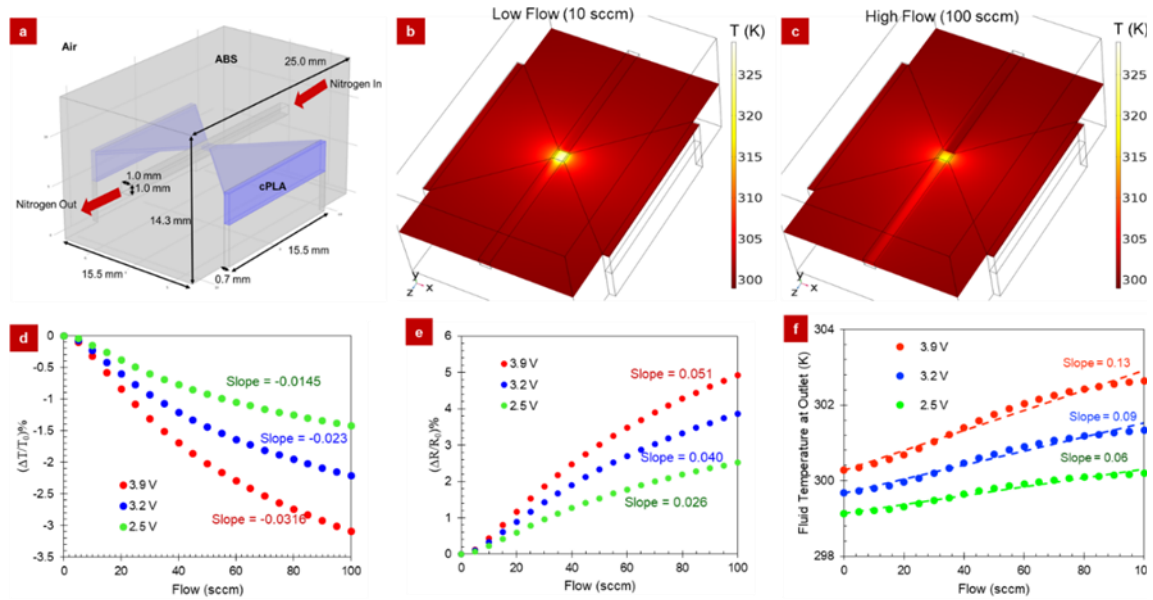 a
Air
ABS
25.0 mm
Nitrogen In
1.0 mm
1.0 mm
cPLA
Nitrogen Out
14.3 mm
15.5 mm
15.5 mm
0.7 mm
b
Low Flow (10 sccm)
T (K)
325
320
315
310
305
300
y
z x
c
High Flow (100 sccm)
T (K)
325
320
315
310
305
300
y
z x
d
0
-0.5
-1
-1.5
-2
-2.5
-3
-3.5
(ΔT/T0)%
Slope = -0.0145
Slope = -0.023
Slope = -0.0316
3.9 V
3.2 V
2.5 V
0 20 40 60 80 100
Flow (sccm)
e
6
5
4
3
2
1
0
(ΔR/R0)%
3.9 V
3.2 V
2.5 V
Slope = 0.051
Slope = 0.040
Slope = 0.026
0 20 40 60 80 100
Flow (sccm)
f
304
302
300
298
Fluid Temperature at Outlet (K)
3.9 V
3.2 V
2.5 V
Slope = 0.13
Slope = 0.09
Slope = 0.06
0 20 40 60 80 100
Flow (sccm)